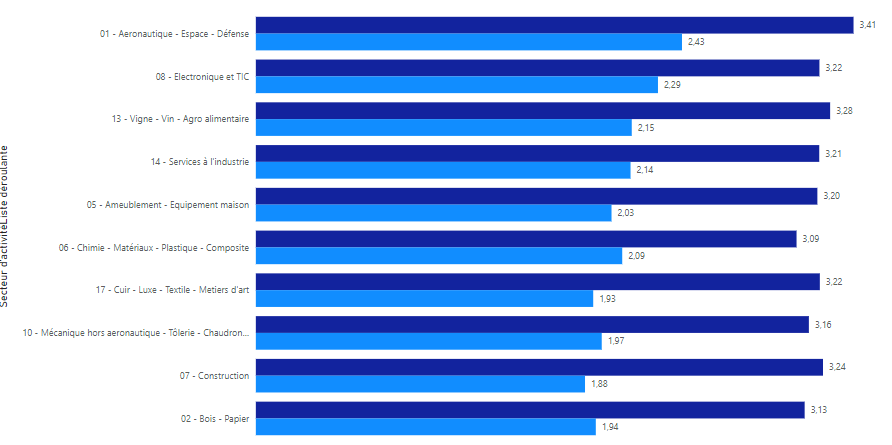 Secteur d'activitéListe déroulante
01 - Aeronautique - Espace - Défense
3,41
2,43
08 - Electronique et TIC
3,22
2,29
13 - Vigne - Vin - Agro alimentaire
3,28
2,15
14 - Services à l'industrie
3,21
2,14
05 - Ameublement - Equipement maison
3,20
2,03
06 - Chimie - Matériaux - Plastique - Composite
3,09
2,09
17 - Cuir - Luxe - Textile - Metiers d'art
3,22
1,93
10 - Mécanique hors aeronautique - Tôlerie - Chaudron...
3,16
1,97
07 - Construction
3,24
1,88
02 - Bois - Papier
3,13
1,94